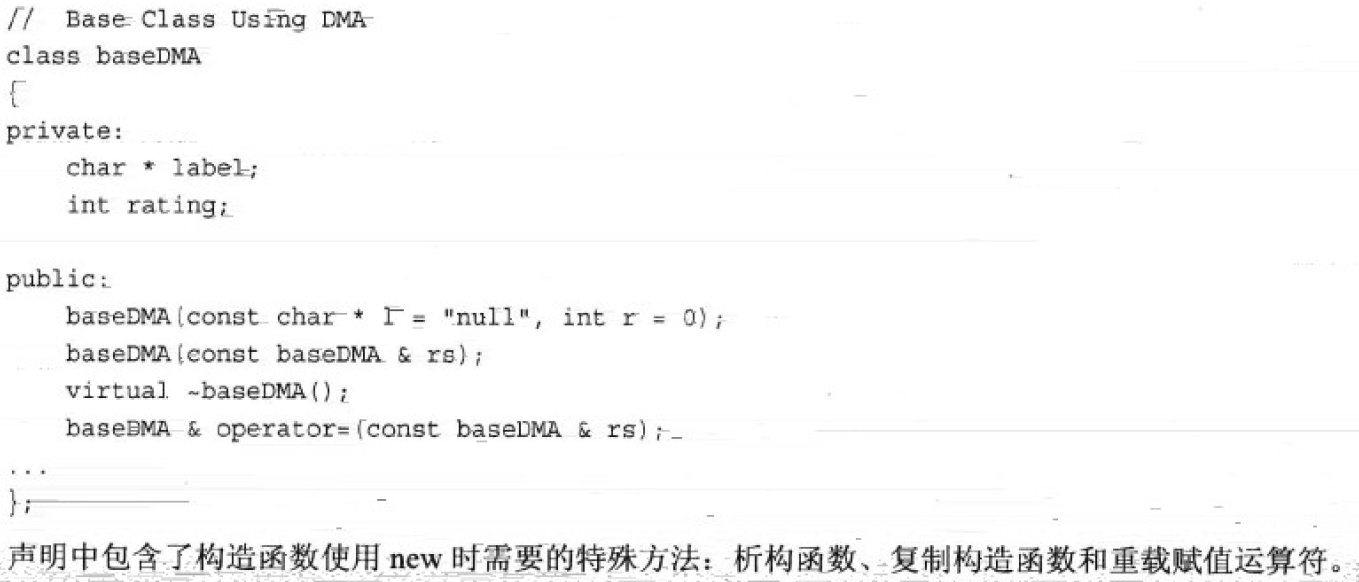 //  Base Class Using DMA
class baseDMA
{
private:
    char * label;
    int rating;
public:
    baseDMA(const char * l = "null", int r = 0);
    baseDMA(const baseDMA & rs);
    virtual ~baseDMA();
    baseDMA & operator=(const baseDMA & rs);
...
};
声明中包含了构造函数使用 new 时需要的特殊方法：析构函数、复制构造函数和重载赋值运算符。